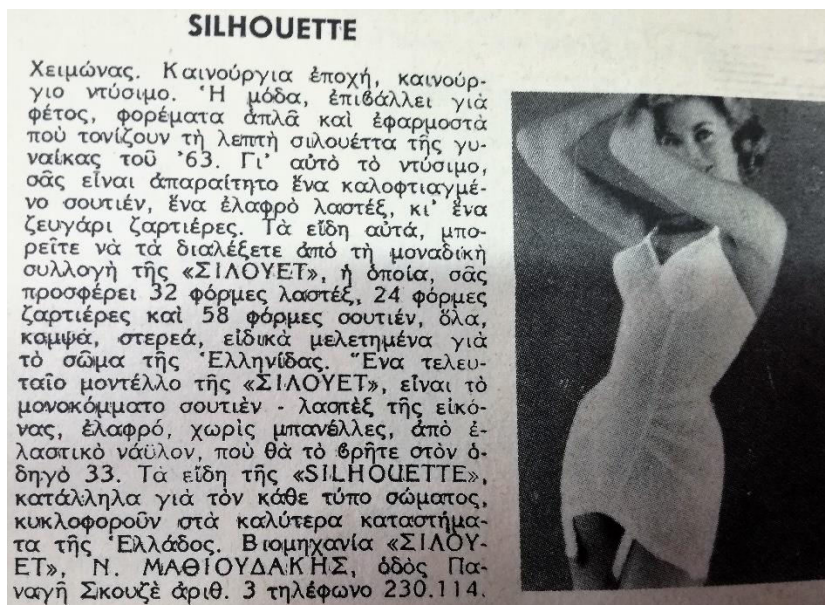 SILHOUETTE
Χειμώνας. Καινούργια ἐποχή, καινούρ-
γιο ντύσιμο. Ἡ μόδα, ἐπιβάλλει γιὰ
φέτος, φορέματα ἁπλᾶ καὶ ἐφαρμοστὰ
ποὺ τονίζουν τὴ λεπτὴ σιλουέττα τῆς γυ-
ναίκας τοῦ '63. Γι' αὐτὸ τὸ ντύσιμο,
σᾶς εἶναι ἀπαραίτητο ἕνα καλοφτιαγμέ-
νο σουτιέν, ἕνα ἐλαφρὸ λαστέξ, κι' ἕνα
ζευγάρι ζαρτιέρες. Τὰ εἴδη αὐτά, μπο-
ρεῖτε νὰ τὰ διαλέξετε ἀπὸ τὴ μοναδικὴ
συλλογὴ τῆς «ΣΙΛΟΥΕΤ», ἡ ὁποία, σᾶς
προσφέρει 32 φόρμες λαστέξ, 24 φόρμες
ζαρτιέρες καὶ 58 φόρμες σουτιέν, ὅλα,
κομψά, στερεά, εἰδικὰ μελετημένα γιὰ
τὸ σῶμα τῆς Ἑλληνίδας. Ἕνα τελευ-
ταῖο μοντέλλο τῆς «ΣΙΛΟΥΕΤ», εἶναι τὸ
μονοκόμματο σουτιὲν - λαστὲξ τῆς εἰκό-
νας, ἐλαφρό, χωρὶς μπανέλλες, ἀπὸ ἐ-
λαστικὸ νάϋλον, ποὺ θὰ τὸ βρῆτε στὸν ὁ-
δηγὸ 33. Τὰ εἴδη τῆς «SILHOUETTE»,
κατάλληλα γιὰ τὸν κάθε τύπο σώματος,
κυκλοφοροῦν στὰ καλύτερα καταστήμα-
τα τῆς Ἑλλάδος. Βιομηχανία «ΣΙΛΟΥ-
ΕΤ», Ν. ΜΑΘΙΟΥΔΑΚΗΣ, ὁδὸς Πα-
ναγῆ Σκουζὲ ἀριθ. 3 τηλέφωνο 230.114.